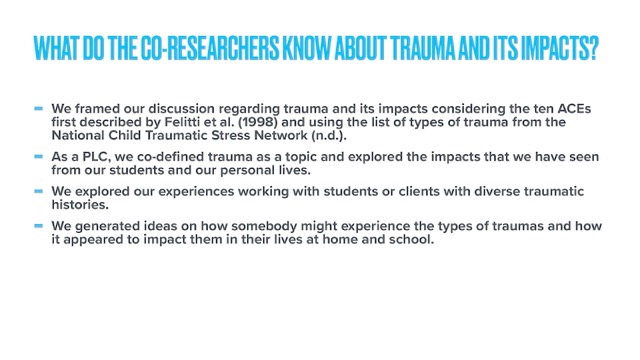 WHAT DO THE CO-RESEARCHERS KNOW ABOUT TRAUMA AND ITS IMPACTS?
We framed our discussion regarding trauma and its impacts considering the ten ACEs
first described by Felitti et al. (1998) and using the list of types of trauma from the
National Child Traumatic Stress Network (n.d.).
As a PLC, we co-defined trauma as a topic and explored the impacts that we have seen
from our students and our personal lives.
We explored our experiences working with students or clients with diverse traumatic
histories.
We generated ideas on how somebody might experience the types of traumas and how
it appeared to impact them in their lives at home and school.